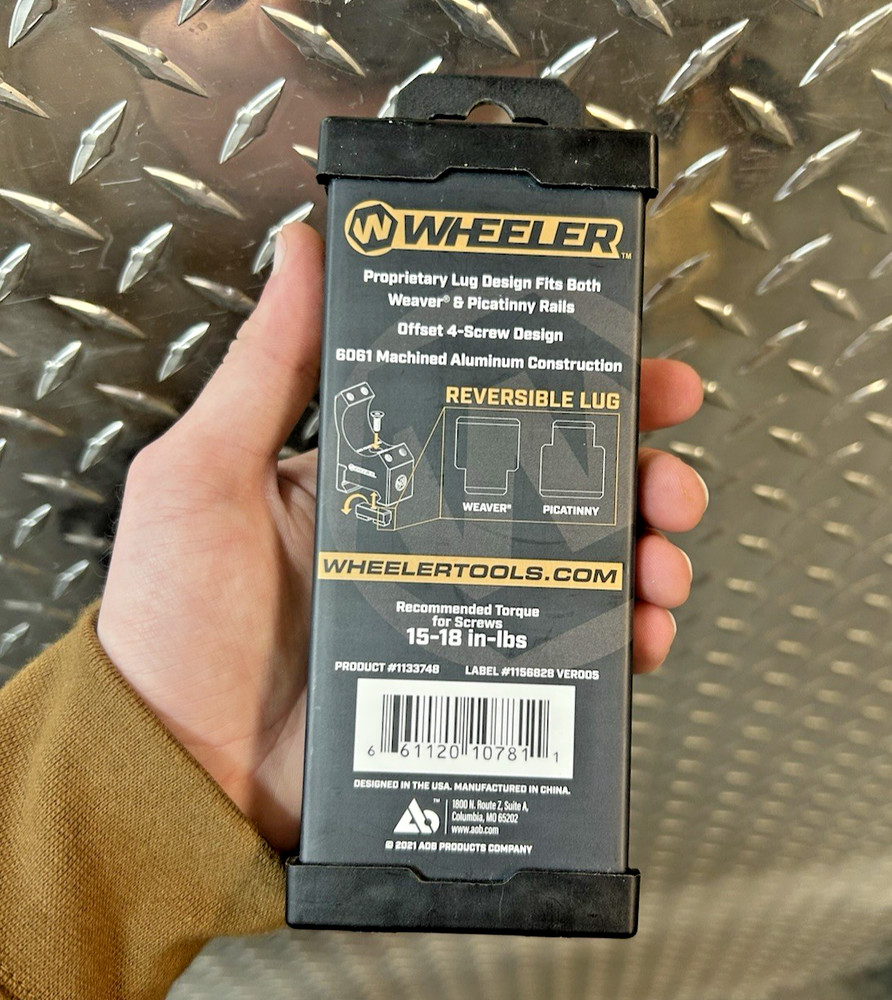 W WHEELER™
Proprietary Lug Design Fits Both
Weaver® & Picatinny Rails
Offset 4-Screw Design
6061 Machined Aluminum Construction
REVERSIBLE LUG
WEAVER®
PICATINNY
WHEELERTOOLS.COM
Recommended Torque
for Screws
15-18 in-lbs
PRODUCT #1133748 LABEL #1156828 VER005
6 61120 10781 1
DESIGNED IN THE USA. MANUFACTURED IN CHINA.
AOB™
1800 N. Route Z, Suite A,
Columbia, MO 65202
www.aob.com
© 2021 AOB PRODUCTS COMPANY